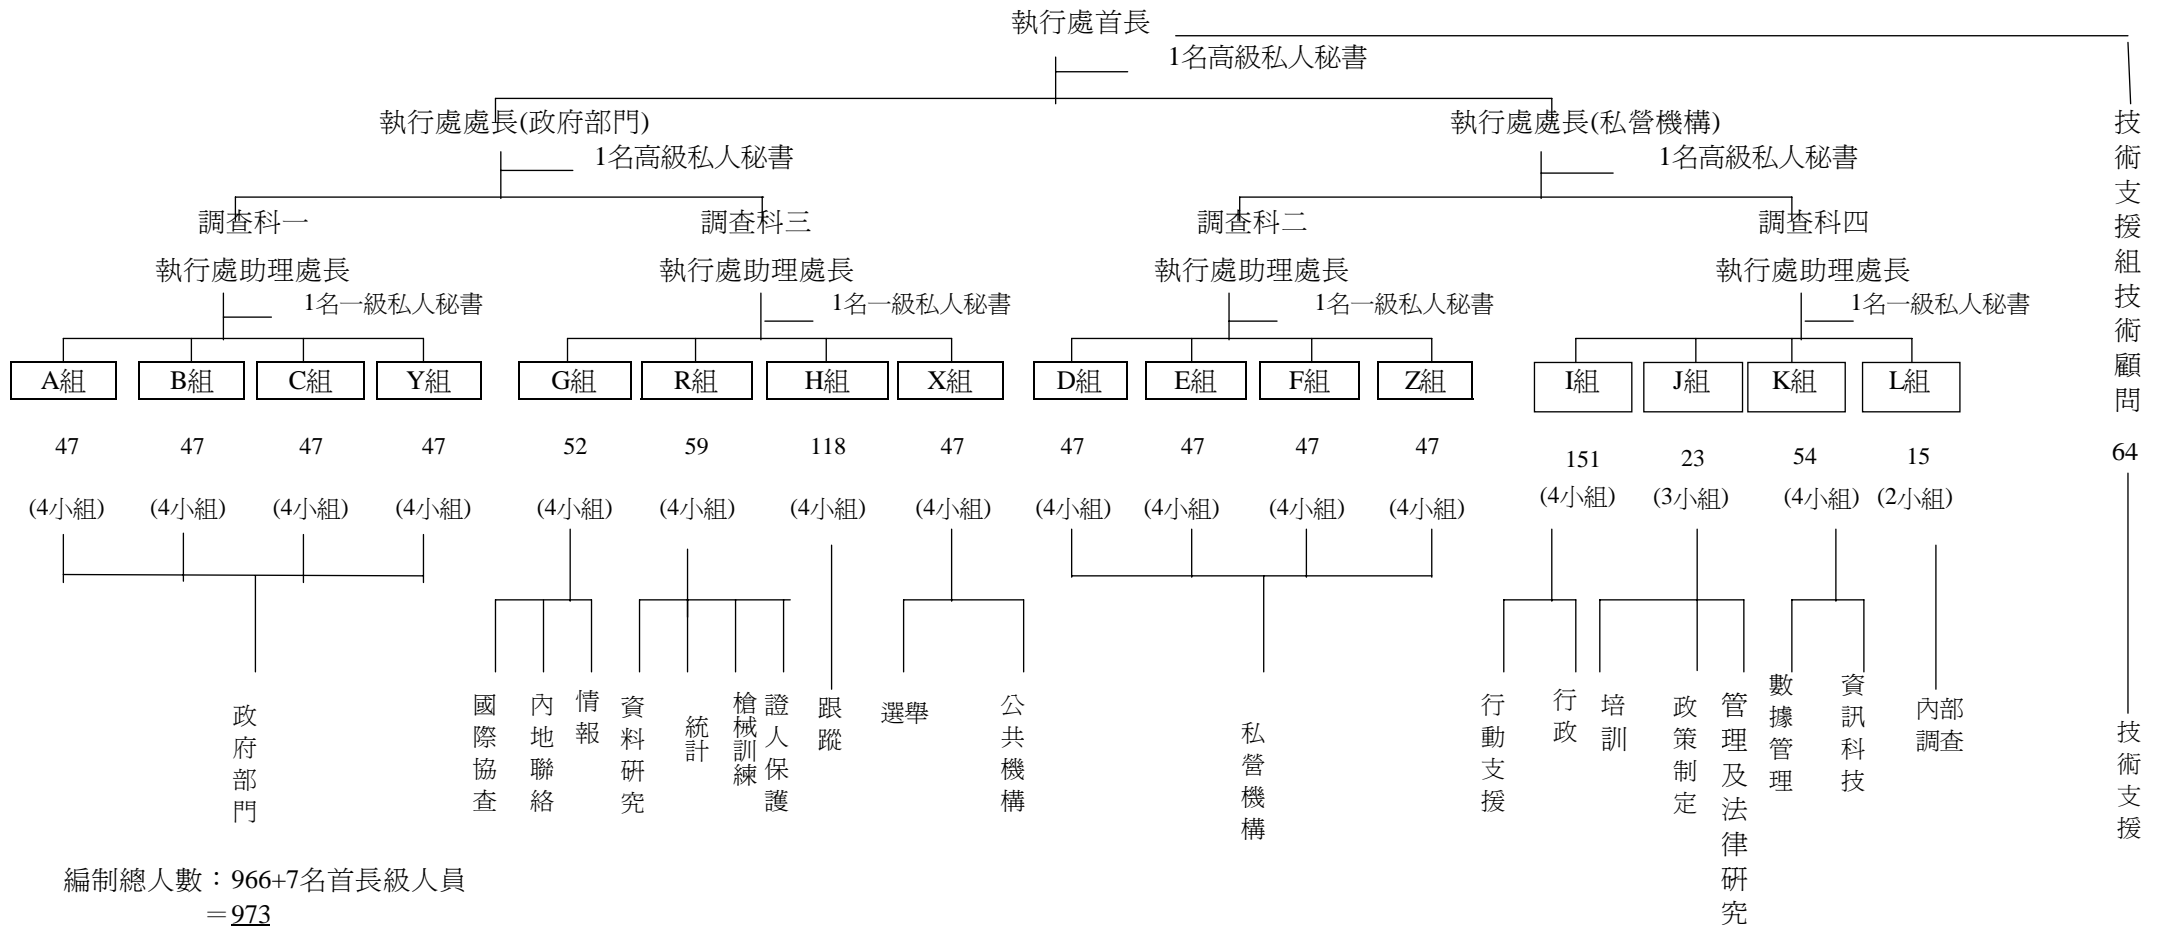 執行處首長
1名高級私人秘書
執行處處長(政府部門)
執行處處長(私營機構)
1名高級私人秘書
1名高級私人秘書
技術支援組技術顧問
調查科一
調查科三
調查科二
調查科四
執行處助理處長
執行處助理處長
執行處助理處長
執行處助理處長
1名一級私人秘書
1名一級私人秘書
1名一級私人秘書
1名一級私人秘書
A組
B組
C組
Y組
G組
R組
H組
X組
D組
E組
F組
Z組
I組
J組
K組
L組
47
47
47
47
52
59
118
47
47
47
47
47
151
23
54
15
64
(4小組)
(4小組)
(4小組)
(4小組)
(4小組)
(4小組)
(4小組)
(4小組)
(4小組)
(4小組)
(4小組)
(4小組)
(4小組)
(3小組)
(4小組)
(2小組)
政府部門
國際協查
內地聯絡
情報
資料研究
統計
槍械訓練
證人保護
跟蹤
選舉
公共機構
私營機構
行動支援
行政
培訓
政策制定
管理及法律研究
數據管理
資訊科技
內部
調查
技術支援
編制總人數：966+7名首長級人員
＝973